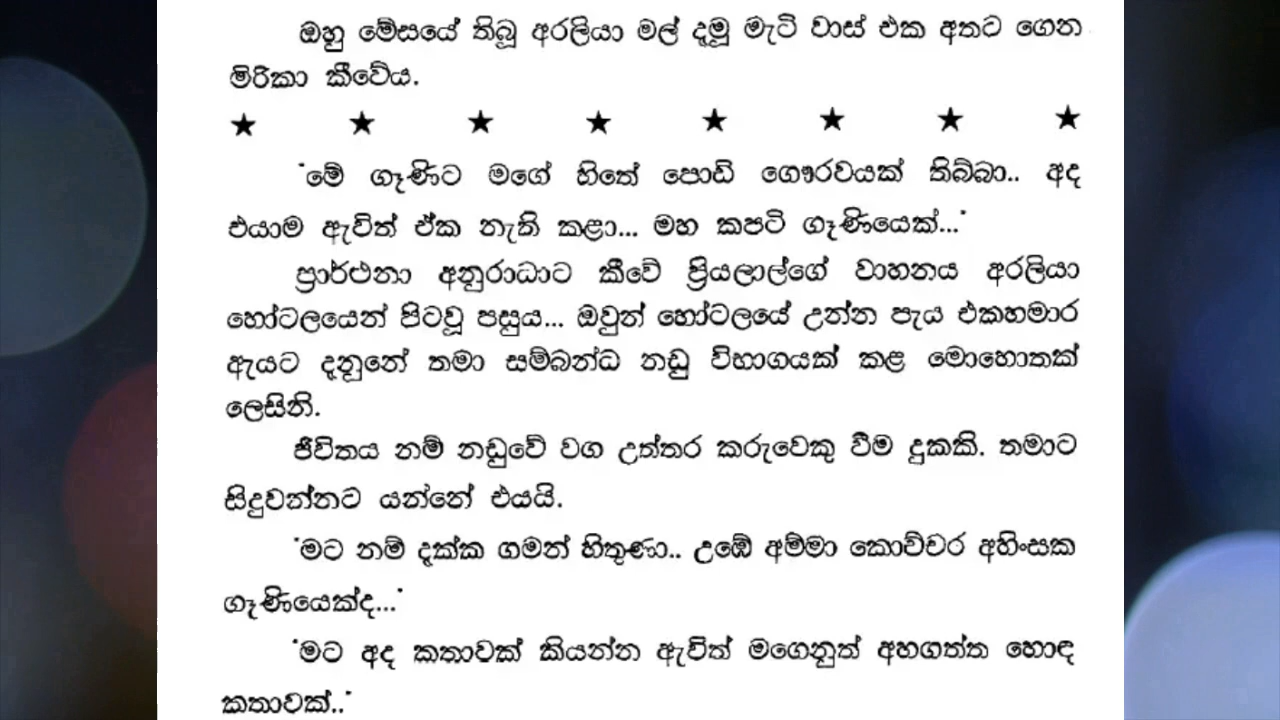 ඔහු මේසයේ තිබූ අරලියා මල් දැමූ මැටි වාස් එක අතට ගෙන
මිරිකා කීවේය.
★ ★ ★ ★ ★ ★ ★ ★
'මේ ගෑණිට මගේ හිතේ පොඩි ගෞරවයක් තිබ්බා.. අද
එයාම ඇවිත් ඒක නැති කළා... මහ කපටි ගෑණියෙක්...'
ප්‍රාර්ථනා අනුරාධාට කීවේ ප්‍රියලාල්ගේ වාහනය අරලියා
හෝටලයෙන් පිටවූ පසුය... ඔවුන් හෝටලයේ උන්න පැය එකහමාර
ඇයට දැනුනේ තමා සම්බන්ධ නඩු විභාගයක් කළ මොහොතක්
ලෙසිනි.
ජීවිතය නම් නඩුවේ වග උත්තර කරුවෙකු වීම දුකකි. තමාට
සිදුවන්නට යන්නේ එයයි.
'මට නම් දැක්ක ගමන් හිතුණා.. උඹේ අම්මා කොච්චර අහිංසක
ගෑණියෙක්ද...'
'මට අද කතාවක් කියන්න ඇවිත් මගෙනුත් අහගත්ත හොඳ
කතාවක්..'